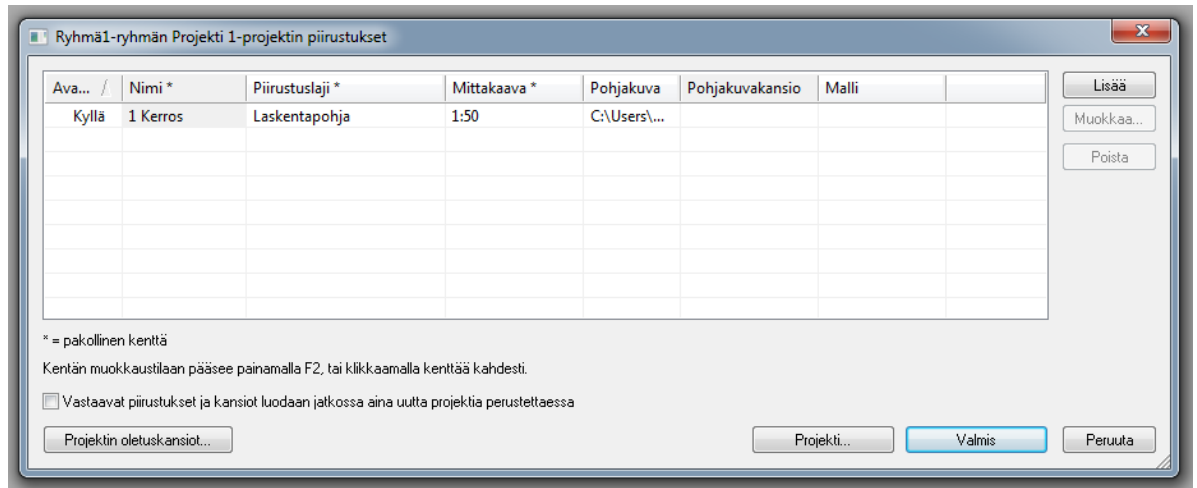 Ryhmä1-ryhmän Projekti 1-projektin piirustukset
Ava... Nimi * Piirustuslaji * Mittakaava * Pohjakuva Pohjakuvakansio Malli
Kyllä 1 Kerros Laskentapohja 1:50 C:\Users\...
Lisää
Muokkaa...
Poista
* = pakollinen kenttä
Kentän muokkaustilaan pääsee painamalla F2, tai klikkaamalla kenttää kahdesti.
Vastaavat piirustukset ja kansiot luodaan jatkossa aina uutta projektia perustettaessa
Projektin oletuskansiot... Projekti... Valmis Peruuta